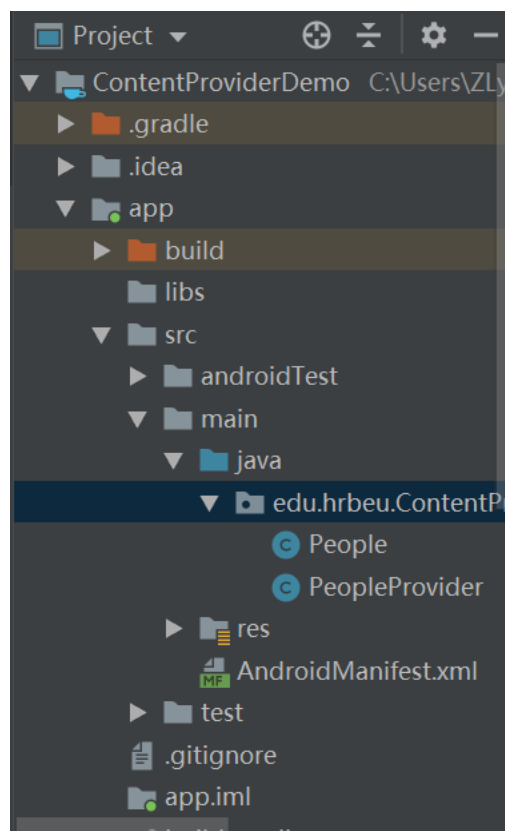 Project
ContentProviderDemo C:\Users\ZLy
.gradle
.idea
app
build
libs
src
androidTest
main
java
edu.hrbeu.ContentP
People
PeopleProvider
res
MF AndroidManifest.xml
test
.gitignore
app.iml